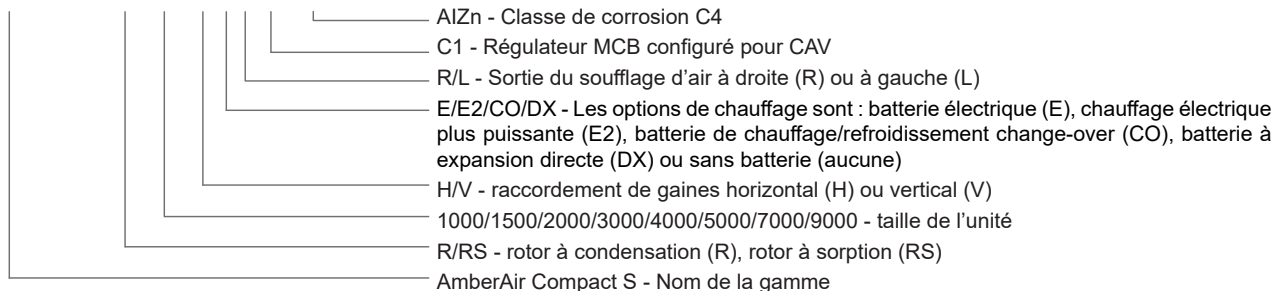 AlZn - Classe de corrosion C4
C1 - Régulateur MCB configuré pour CAV
R/L - Sortie du soufflage d'air à droite (R) ou à gauche (L)
E/E2/CO/DX - Les options de chauffage sont : batterie électrique (E), chauffage électrique
plus puissante (E2), batterie de chauffage/refroidissement change-over (CO), batterie à
expansion directe (DX) ou sans batterie (aucune)
H/V - raccordement de gaines horizontal (H) ou vertical (V)
1000/1500/2000/3000/4000/5000/7000/9000 - taille de l'unité
R/RS - rotor à condensation (R), rotor à sorption (RS)
AmberAir Compact S - Nom de la gamme